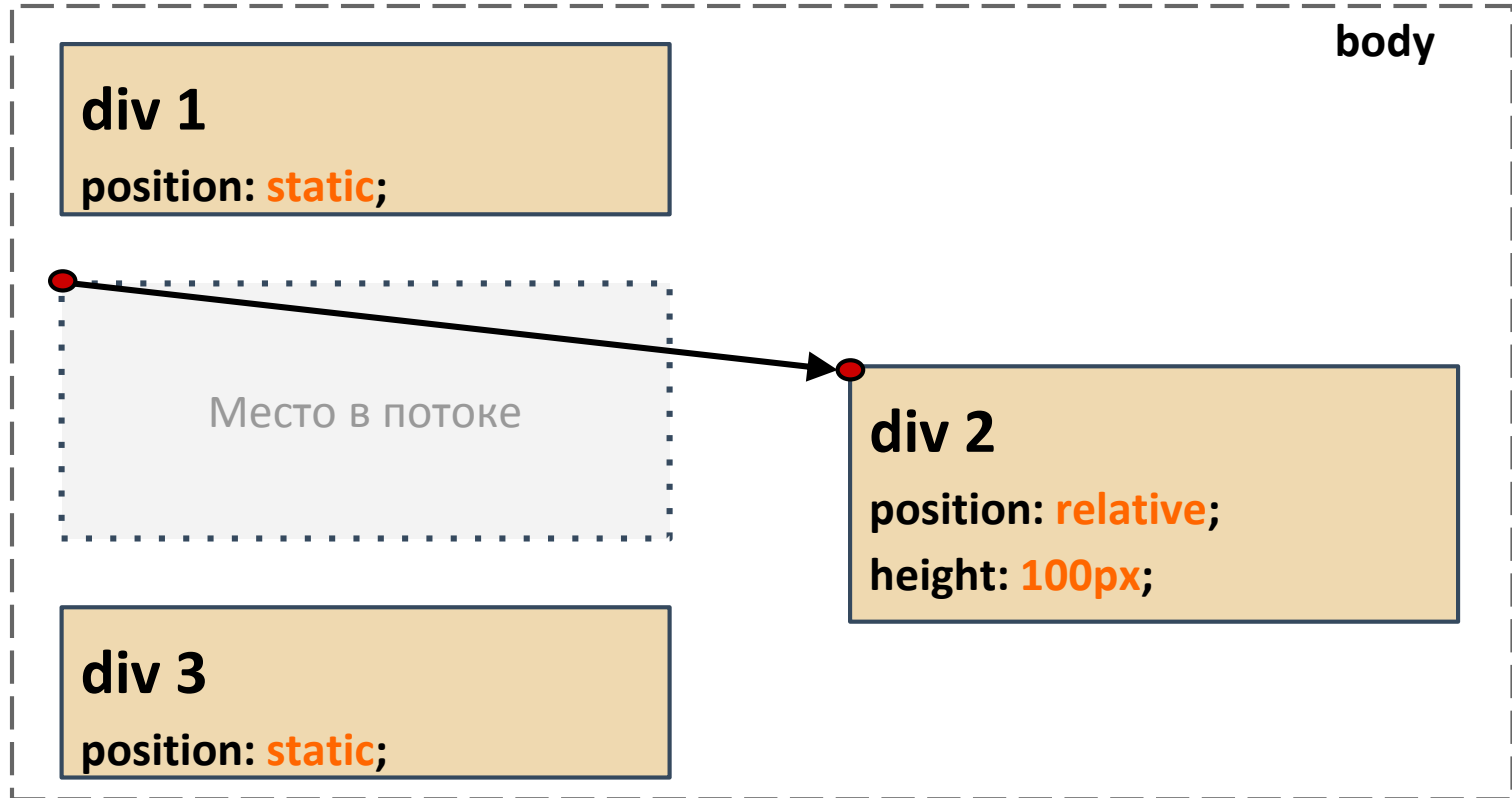 body
div 1
position: static;
Место в потоке
div 2
position: relative;
height: 100px;
div 3
position: static;